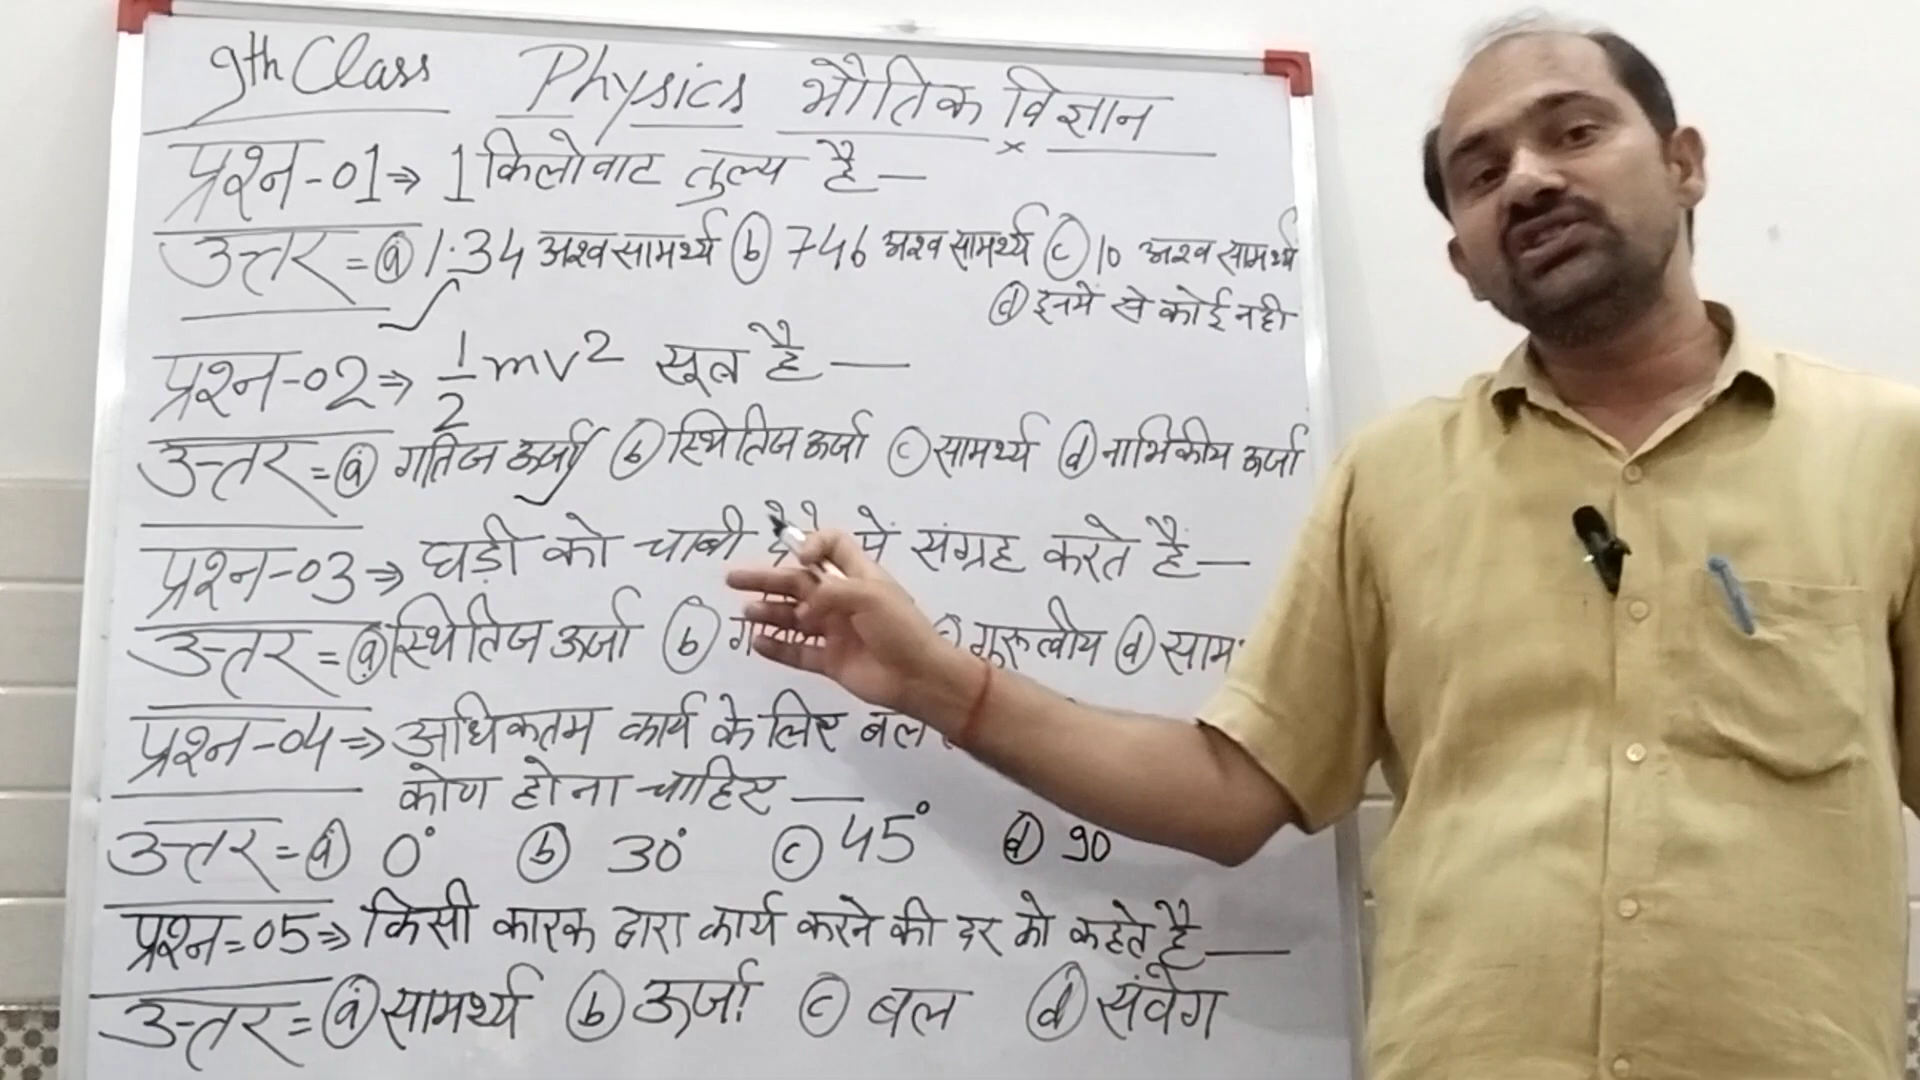 9th Class Physics भौतिक विज्ञान
प्रश्न-01⇒ 1 किलोवाट तुल्य है —
उत्तर = (a) 1.34 अश्व सामर्थ्य (b) 746 अश्व सामर्थ्य (c) 10 अश्व सामर्थ्य
(d) इनमें से कोई नही
प्रश्न-02⇒ 1/2 mv² सूत्र है —
उत्तर = (a) गतिज ऊर्जा (b) स्थितिज ऊर्जा (c) सामर्थ्य (d) नाभिकीय ऊर्जा
प्रश्न-03⇒ घड़ी को चाबी में संग्रह करते है —
उत्तर = (a) स्थितिज ऊर्जा (b) (c) गुरूत्वीय (d)
प्रश्न-04⇒ अधिकतम कार्य के लिए बल
कोण होना चाहिए —
उत्तर = (a) 0° (b) 30° (c) 45° (d) 90
प्रश्न=05⇒ किसी कारक द्वारा कार्य करने की दर को कहते है —
उत्तर = (a) सामर्थ्य (b) ऊर्जा (c) बल (d) संवेग